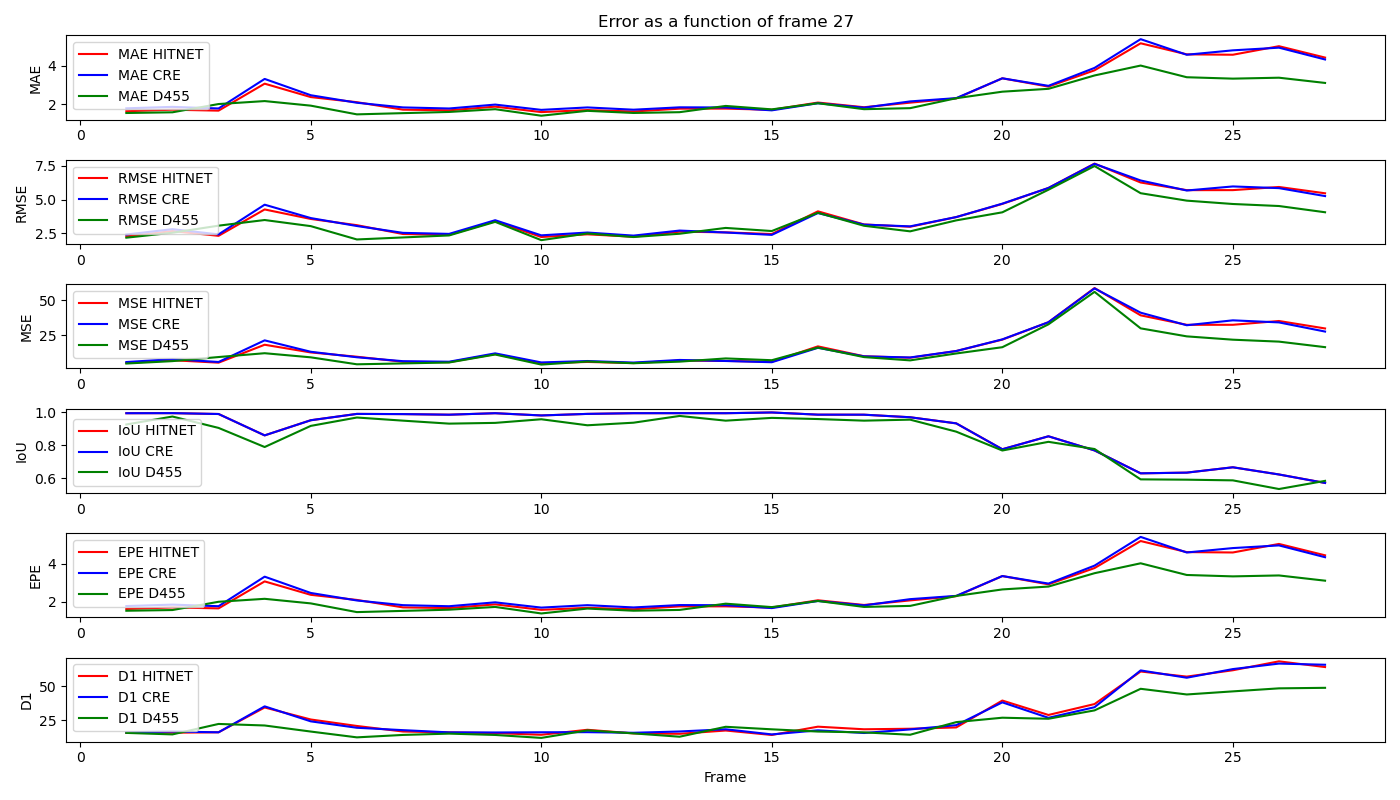 Error as a function of frame 27
MAE
4
2
MAE HITNET
MAE CRE
MAE D455
0 5 10 15 20 25
RMSE
7.5
5.0
2.5
RMSE HITNET
RMSE CRE
RMSE D455
0 5 10 15 20 25
MSE
50
25
MSE HITNET
MSE CRE
MSE D455
0 5 10 15 20 25
IoU
1.0
0.8
0.6
IoU HITNET
IoU CRE
IoU D455
0 5 10 15 20 25
EPE
4
2
EPE HITNET
EPE CRE
EPE D455
0 5 10 15 20 25
D1
50
25
D1 HITNET
D1 CRE
D1 D455
0 5 10 15 20 25
Frame